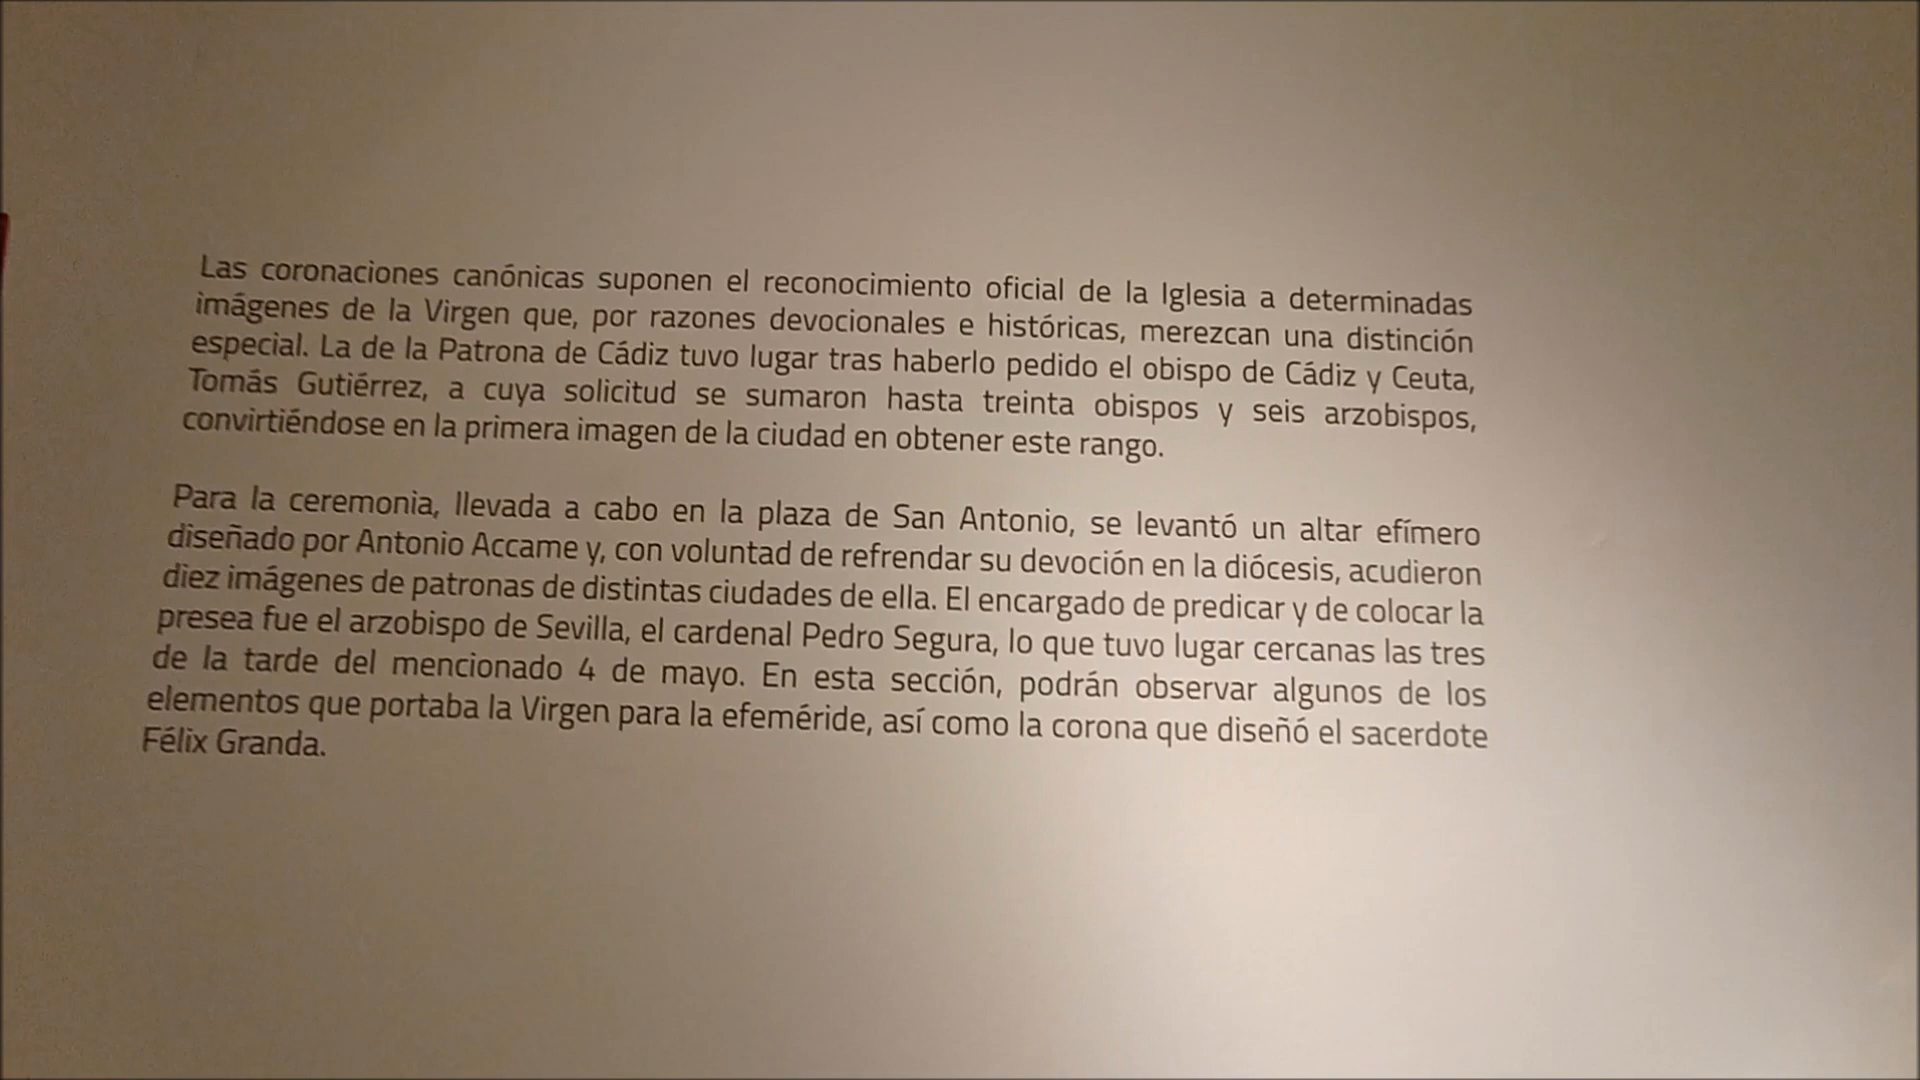 Las coronaciones canónicas suponen el reconocimiento oficial de la Iglesia a determinadas
imágenes de la Virgen que, por razones devocionales e históricas, merezcan una distinción
especial. La de la Patrona de Cádiz tuvo lugar tras haberlo pedido el obispo de Cádiz y Ceuta,
Tomás Gutiérrez, a cuya solicitud se sumaron hasta treinta obispos y seis arzobispos,
convirtiéndose en la primera imagen de la ciudad en obtener este rango.
Para la ceremonia, llevada a cabo en la plaza de San Antonio, se levantó un altar efímero
diseñado por Antonio Accame y, con voluntad de refrendar su devoción en la diócesis, acudieron
diez imágenes de patronas de distintas ciudades de ella. El encargado de predicar y de colocar la
presea fue el arzobispo de Sevilla, el cardenal Pedro Segura, lo que tuvo lugar cercanas las tres
de la tarde del mencionado 4 de mayo. En esta sección, podrán observar algunos de los
elementos que portaba la Virgen para la efeméride, así como la corona que diseñó el sacerdote
Félix Granda.